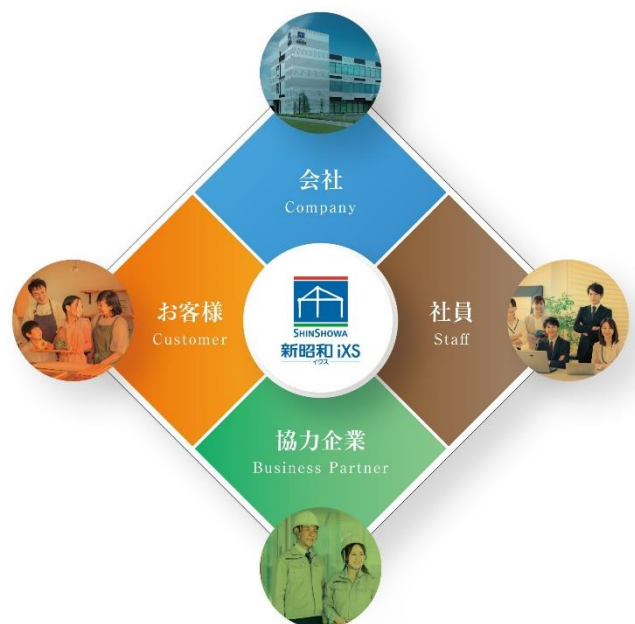 会社
Company
お客様
Customer
SHINSHOWA
新昭和 iXS
イクス
社員
Staff
協力企業
Business Partner